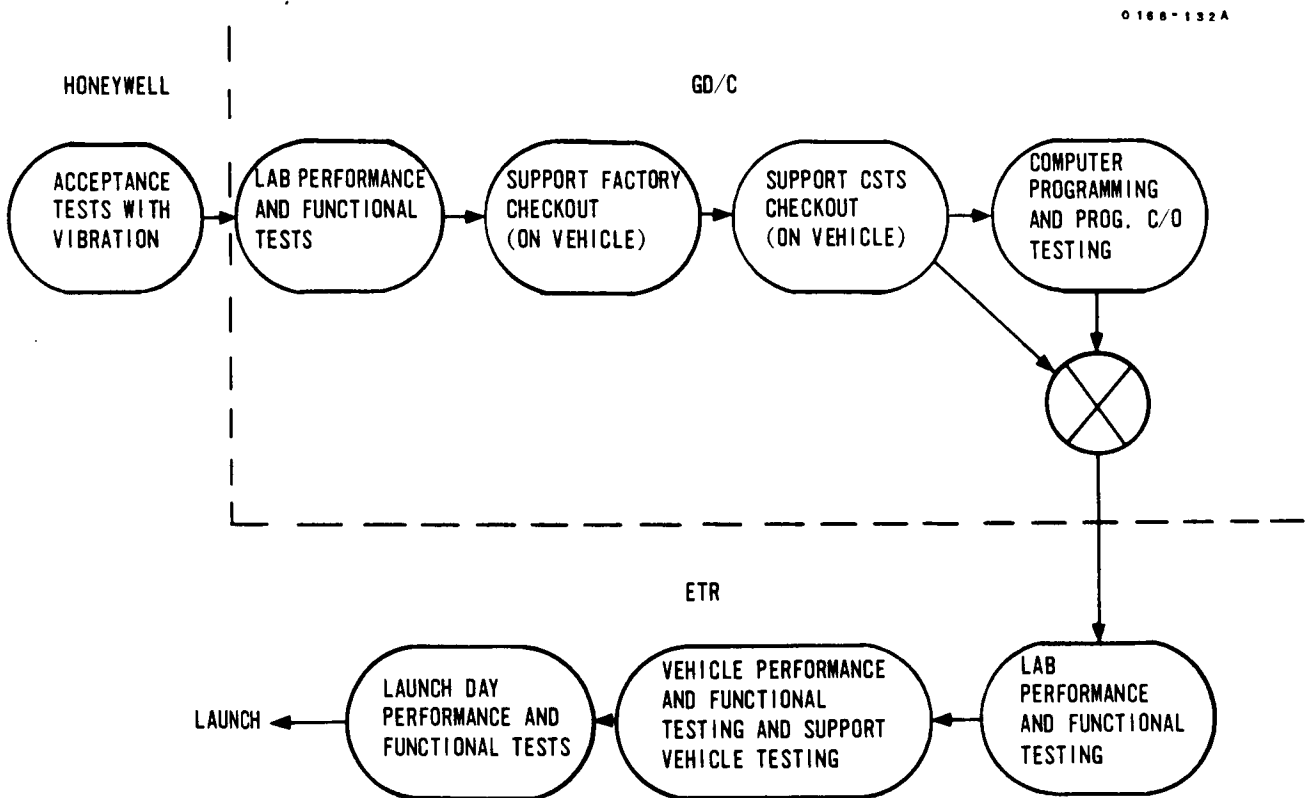 0168-132A
HONEYWELL
GD/C
ACCEPTANCE
TESTS WITH
VIBRATION
LAB PERFORMANCE
AND FUNCTIONAL
TESTS
SUPPORT FACTORY
CHECKOUT
(ON VEHICLE)
SUPPORT CSTS
CHECKOUT
(ON VEHICLE)
COMPUTER
PROGRAMMING
AND PROG. C/O
TESTING
ETR
LAUNCH
LAUNCH DAY
PERFORMANCE AND
FUNCTIONAL TESTS
VEHICLE PERFORMANCE
AND FUNCTIONAL
TESTING AND SUPPORT
VEHICLE TESTING
LAB
PERFORMANCE
AND FUNCTIONAL
TESTING